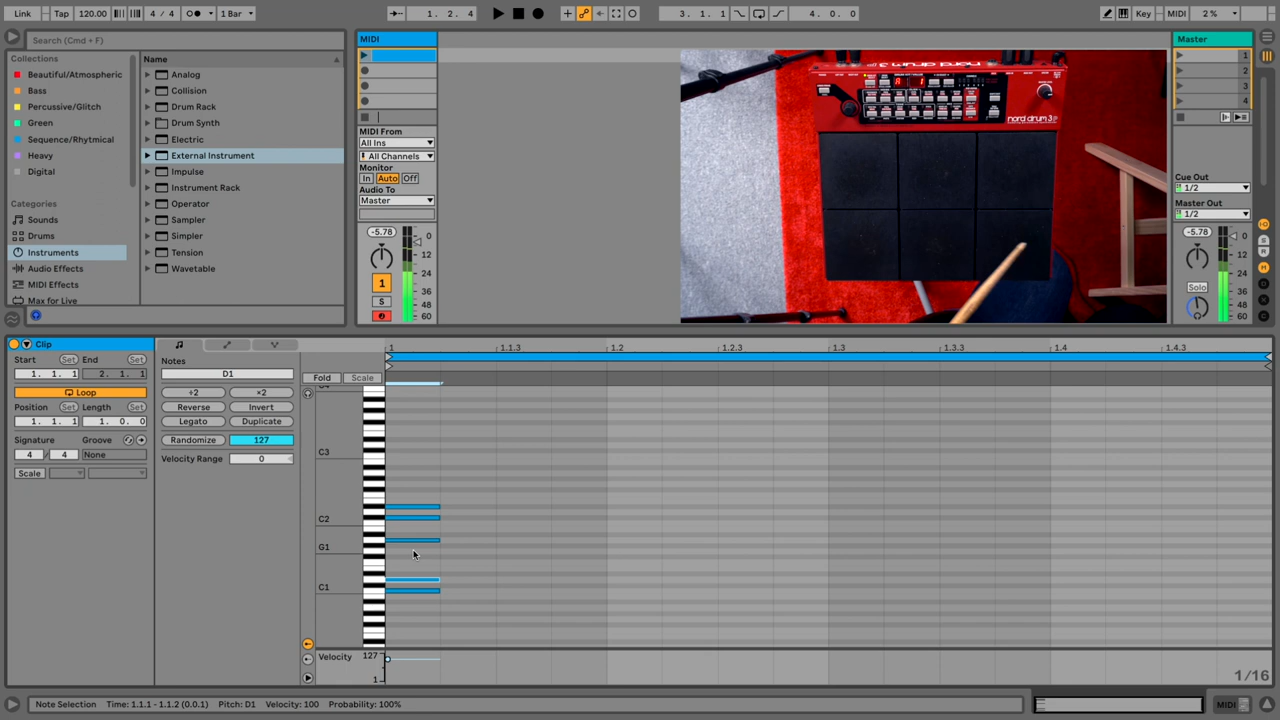 Link Tap 120.00 4 / 4 1 Bar 1. 2. 4 3. 1. 1 4. 0. 0 Key MIDI 2 %
Search (Cmd + F)
Collections
Beautiful/Atmospheric
Bass
Percussive/Glitch
Green
Sequence/Rhytmical
Heavy
Digital
Categories
Sounds
Drums
Instruments
Audio Effects
MIDI Effects
Max for Live
Name
Analog
Collision
Drum Rack
Drum Synth
Electric
External Instrument
Impulse
Instrument Rack
Operator
Sampler
Simpler
Tension
Wavetable
MIDI
MIDI From
All Ins
All Channels
Monitor
In Auto Off
Audio To
Master
-5.78
0
12
24
36
48
60
1
S
nord drum 3P
Master
1
2
3
4
Cue Out
1/2
Master Out
1/2
-5.78
0
12
24
36
48
60
Solo
Clip
Start Set End Set
1. 1. 1 2. 1. 1
Loop
Position Set Length Set
1. 1. 1 1. 0. 0
Signature Groove
4 / 4 None
Scale
Notes
D1
÷2 ×2
Reverse Invert
Legato Duplicate
Randomize 127
Velocity Range 0
Fold Scale
1 1.1.3 1.2 1.2.3 1.3 1.3.3 1.4 1.4.3
C3
C2
G1
C1
Velocity 127
1
1/16
Note Selection Time: 1.1.1 - 1.1.2 (0.0.1) Pitch: D1 Velocity: 100 Probability: 100%
MIDI